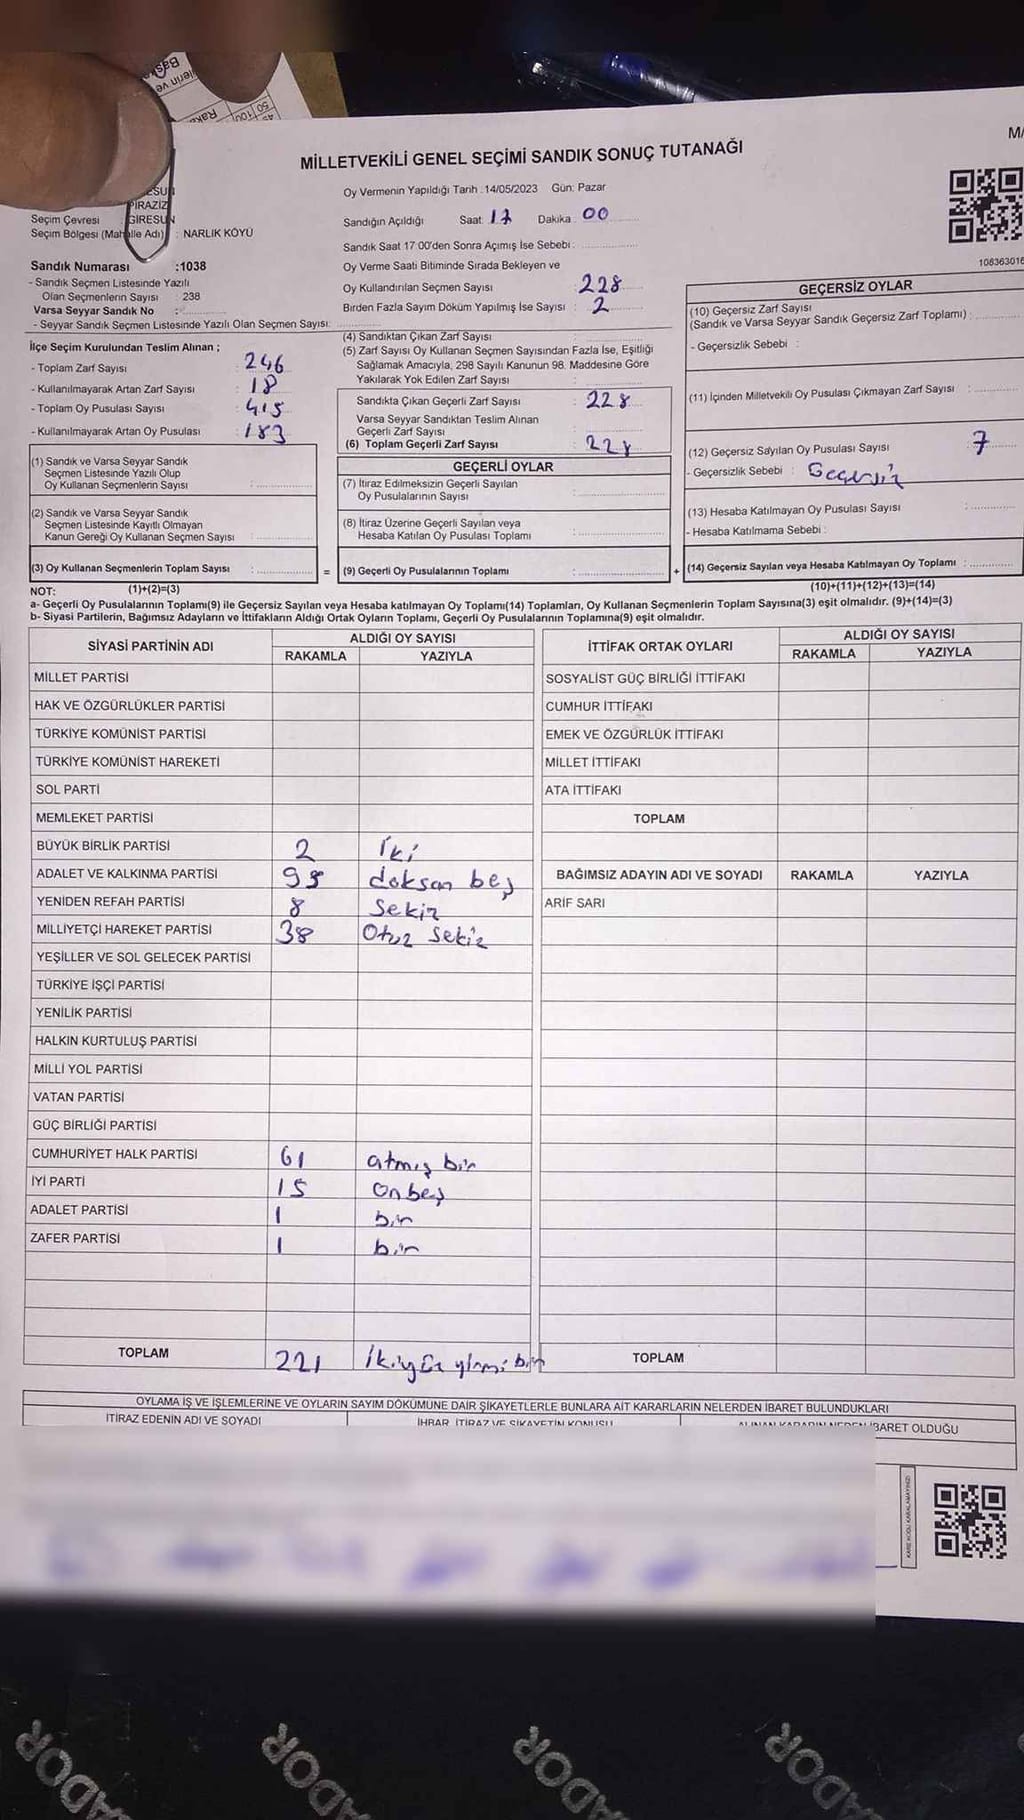 MİLLETVEKİLİ GENEL SEÇİMİ SANDIK SONUÇ TUTANAĞI
M/
ESUN
PİRAZİZ
Seçim Çevresi GİRESUN
Seçim Bölgesi (Mahalle Adı) : NARLIK KÖYÜ
Sandık Numarası :1038
- Sandık Seçmen Listesinde Yazılı
Olan Seçmenlerin Sayısı : 238
Varsa Seyyar Sandık No :
- Seyyar Sandık Seçmen Listesinde Yazılı Olan Seçmen Sayısı:
Oy Vermenin Yapıldığı Tarih :14/05/2023 Gün: Pazar
Sandığın Açıldığı Saat: 17 Dakika 00
Sandık Saat 17:00'den Sonra Açımış İse Sebebi:
Oy Verme Saati Bitiminde Sırada Bekleyen ve
Oy Kullandırılan Seçmen Sayısı : 228
Birden Fazla Sayım Döküm Yapılmış İse Sayısı : 2
108363016
İlçe Seçim Kurulundan Teslim Alınan ;
- Toplam Zarf Sayısı : 246
- Kullanılmayarak Artan Zarf Sayısı : 18
- Toplam Oy Pusulası Sayısı : 415
- Kullanılmayarak Artan Oy Pusulası : 183
(4) Sandıktan Çıkan Zarf Sayısı
(5) Zarf Sayısı Oy Kullanan Seçmen Sayısından Fazla İse, Eşitliği
Sağlamak Amacıyla, 298 Sayılı Kanunun 98. Maddesine Göre
Yakılarak Yok Edilen Zarf Sayısı :
Sandıkta Çıkan Geçerli Zarf Sayısı : 228
Varsa Seyyar Sandıktan Teslim Alınan
Geçerli Zarf Sayısı :
(6) Toplam Geçerli Zarf Sayısı : 228
GEÇERSİZ OYLAR
(10) Geçersiz Zarf Sayısı
(Sandık ve Varsa Seyyar Sandık Geçersiz Zarf Toplamı) :
- Geçersizlik Sebebi :
(11) İçinden Milletvekili Oy Pusulası Çıkmayan Zarf Sayısı :
(12) Geçersiz Sayılan Oy Pusulası Sayısı : 7
- Geçersizlik Sebebi : Geçersiz
(13) Hesaba Katılmayan Oy Pusulası Sayısı :
- Hesaba Katılmama Sebebi :
(14) Geçersiz Sayılan veya Hesaba Katılmayan Oy Toplamı :
(10)+(11)+(12)+(13)=(14)
(1) Sandık ve Varsa Seyyar Sandık
Seçmen Listesinde Yazılı Olup
Oy Kullanan Seçmenlerin Sayısı :
(2) Sandık ve Varsa Seyyar Sandık
Seçmen Listesinde Kayıtlı Olmayan
Kanun Gereği Oy Kullanan Seçmen Sayısı :
(3) Oy Kullanan Seçmenlerin Toplam Sayısı :
=
GEÇERLİ OYLAR
(7) İtiraz Edilmeksizin Geçerli Sayılan
Oy Pusulalarının Sayısı :
(8) İtiraz Üzerine Geçerli Sayılan veya
Hesaba Katılan Oy Pusulası Toplamı :
(9) Geçerli Oy Pusulalarının Toplamı :
+
NOT: (1)+(2)=(3)
a- Geçerli Oy Pusulalarının Toplamı(9) ile Geçersiz Sayılan veya Hesaba katılmayan Oy Toplamı(14) Toplamları, Oy Kullanan Seçmenlerin Toplam Sayısına(3) eşit olmalıdır. (9)+(14)=(3)
b- Siyasi Partilerin, Bağımsız Adayların ve İttifakların Aldığı Ortak Oyların Toplamı, Geçerli Oy Pusulalarının Toplamına(9) eşit olmalıdır.
SİYASİ PARTİNİN ADI ALDIĞI OY SAYISI
RAKAMLA YAZIYLA
MİLLET PARTİSİ
HAK VE ÖZGÜRLÜKLER PARTİSİ
TÜRKİYE KOMÜNİST PARTİSİ
TÜRKİYE KOMÜNİST HAREKETİ
SOL PARTİ
MEMLEKET PARTİSİ
BÜYÜK BİRLİK PARTİSİ 2 İki
ADALET VE KALKINMA PARTİSİ 95 doksan beş
YENİDEN REFAH PARTİSİ 8 Sekiz
MİLLİYETÇİ HAREKET PARTİSİ 38 Otuz sekiz
YEŞİLLER VE SOL GELECEK PARTİSİ
TÜRKİYE İŞÇİ PARTİSİ
YENİLİK PARTİSİ
HALKIN KURTULUŞ PARTİSİ
MİLLİ YOL PARTİSİ
VATAN PARTİSİ
GÜÇ BİRLİĞİ PARTİSİ
CUMHURİYET HALK PARTİSİ 61 atmış bir
İYİ PARTİ 15 onbeş
ADALET PARTİSİ 1 bir
ZAFER PARTİSİ 1 bir
TOPLAM 221 İkiyüz yirmi bir
İTTİFAK ORTAK OYLARI ALDIĞI OY SAYISI
RAKAMLA YAZIYLA
SOSYALİST GÜÇ BİRLİĞİ İTTİFAKI
CUMHUR İTTİFAKI
EMEK VE ÖZGÜRLÜK İTTİFAKI
MİLLET İTTİFAKI
ATA İTTİFAKI
TOPLAM
BAĞIMSIZ ADAYIN ADI VE SOYADI RAKAMLA YAZIYLA
ARİF SARI
TOPLAM
OYLAMA İŞ VE İŞLEMLERİNE VE OYLARIN SAYIM DÖKÜMÜNE DAİR ŞİKAYETLERLE BUNLARA AİT KARARLARIN NELERDEN İBARET BULUNDUKLARI
İTİRAZ EDENİN ADI VE SOYADI İHBAR, İTİRAZ VE ŞİKAYETİN KONUSU ALINAN KARARIN NEDEN İBARET OLDUĞU
KARE KODU KARALAMAYINIZ!
ADOR
ADOR
ADOR
ADOR